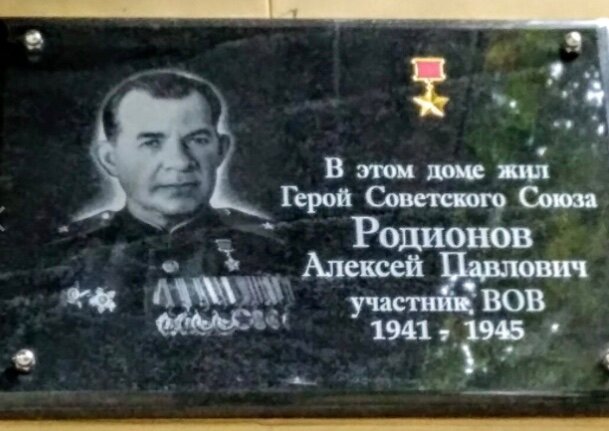 В этом доме жил
Герой Советского Союза
Родионов
Алексей Павлович
участник ВОВ
1941 - 1945